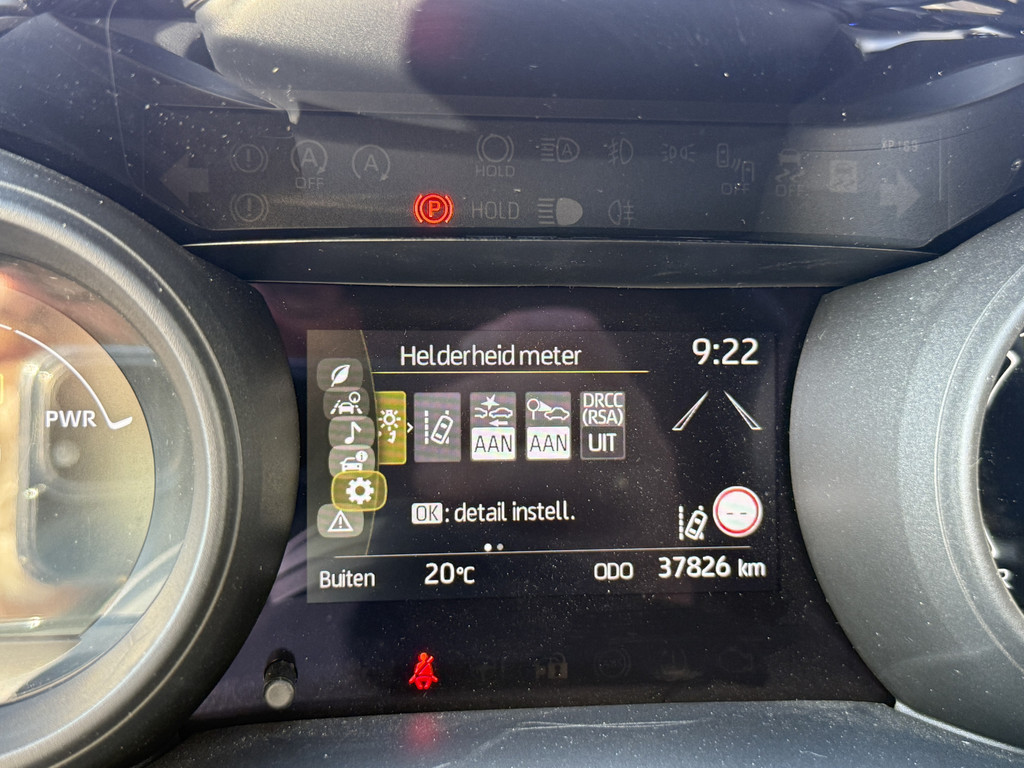 A
OFF
A
HOLD
A
OFF
OFF
XP163
P
HOLD
PWR
Helderheid meter
9:22
AAN
AAN
DRCC
(RSA)
UIT
OK : detail instell.
--
Buiten
20°C
ODO
37826 km